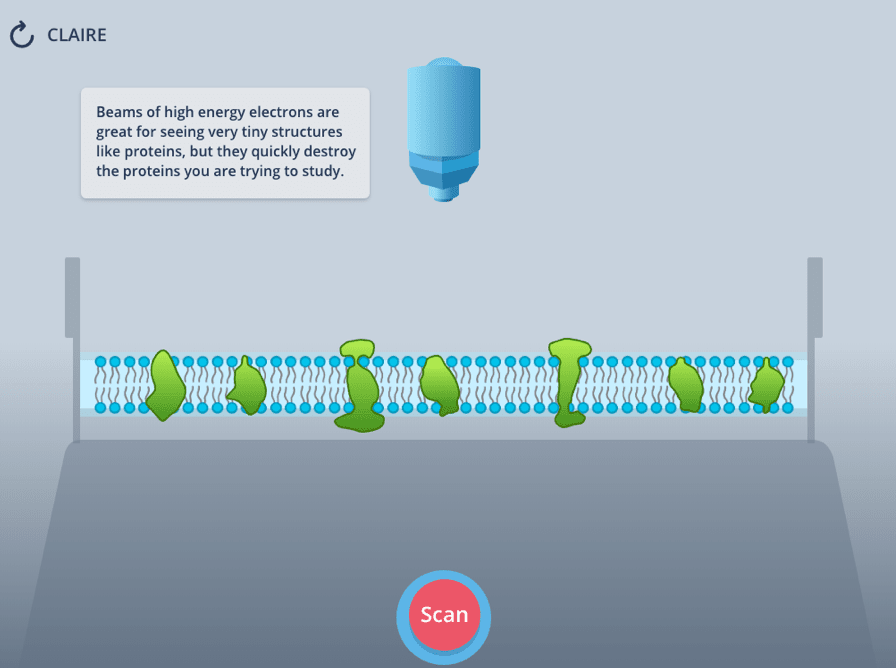 CLAIRE
Beams of high energy electrons are
great for seeing very tiny structures
like proteins, but they quickly destroy
the proteins you are trying to study.
Scan